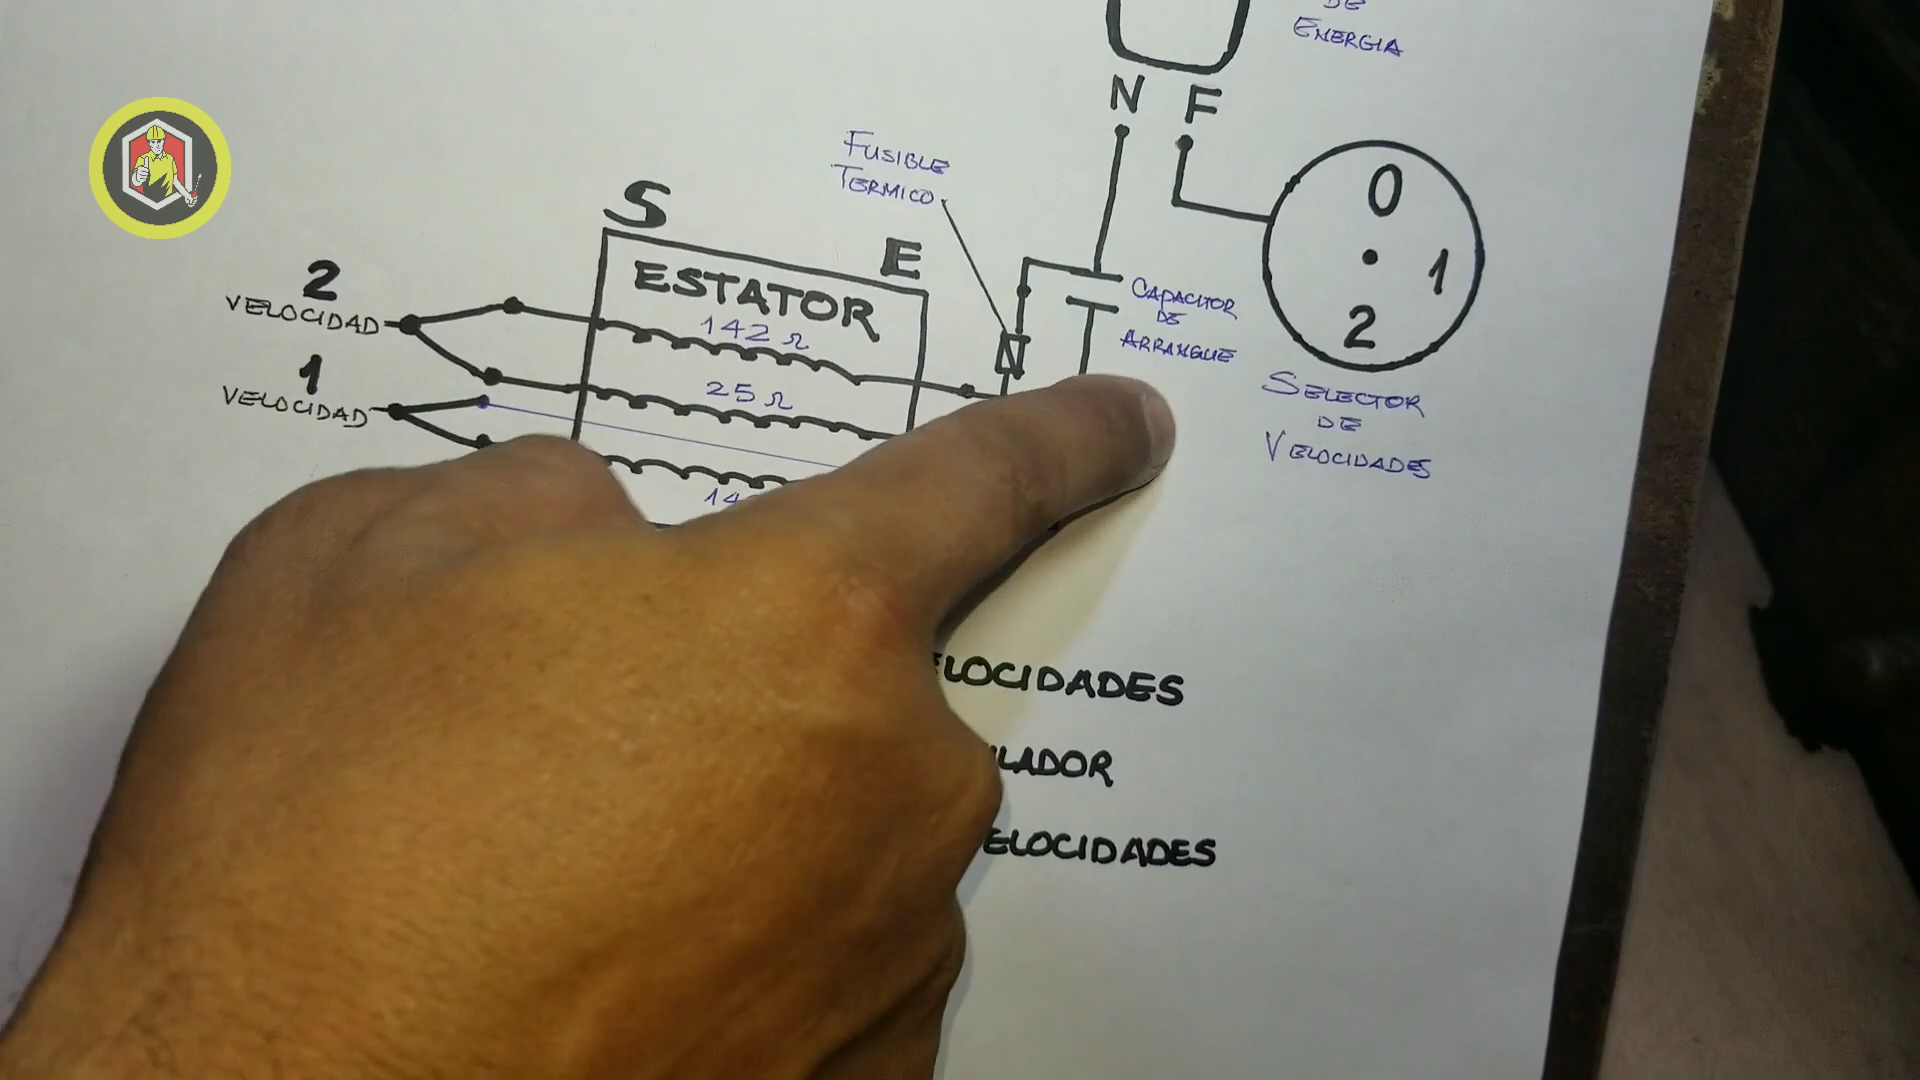 DE
ENERGIA
N F
FUSIBLE
TERMICO
0
1
2
S
E
ESTATOR
142 Ω
25 Ω
2
VELOCIDAD
1
VELOCIDAD
CAPACITOR
DE
ARRANQUE
SELECTOR
DE
VELOCIDADES
ELOCIDADES
LADOR
ELOCIDADES